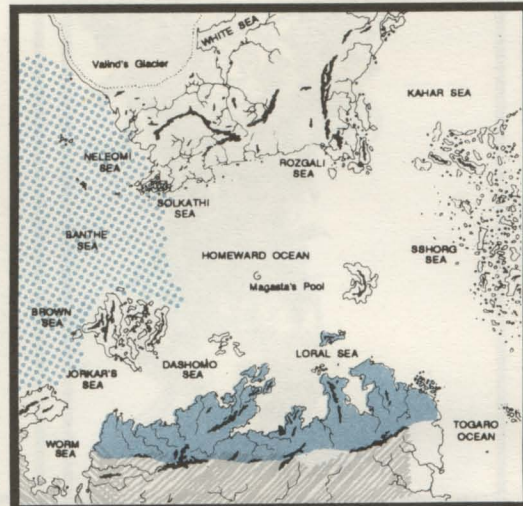 WHITE SEA
Valind's Glacier
KAHAR SEA
NELEOMI
SEA
ROZGALI
SEA
SOLKATHI
SEA
BANTHE
SEA
HOMEWARD OCEAN
SSHORG
SEA
Magasta's Pool
BROWN
SEA
LORAL SEA
DASHOMO
SEA
JORKAR'S
SEA
TOGARO
OCEAN
WORM
SEA